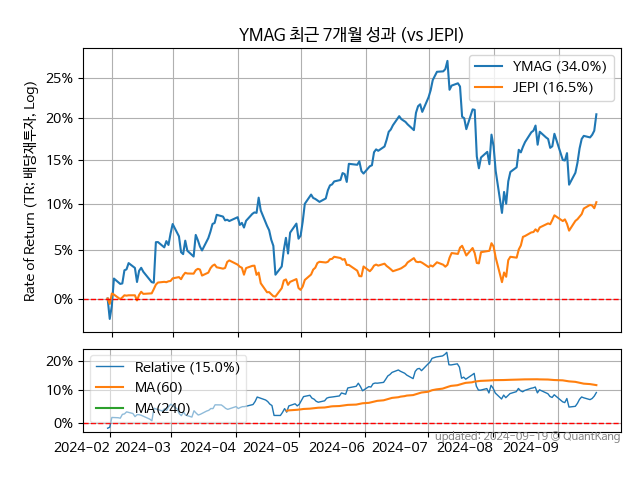 YMAG 최근 7개월 성과 (vs JEPI)
YMAG (34.0%)
JEPI (16.5%)
Rate of Return (TR: 배당재투자, Log)
25%
20%
15%
10%
5%
0%
Relative (15.0%)
MA(60)
MA(240)
20%
10%
0%
2024-02 2024-03 2024-04 2024-05 2024-06 2024-07 2024-08 2024-09
updated: 2024-09-19 @ QuantKang